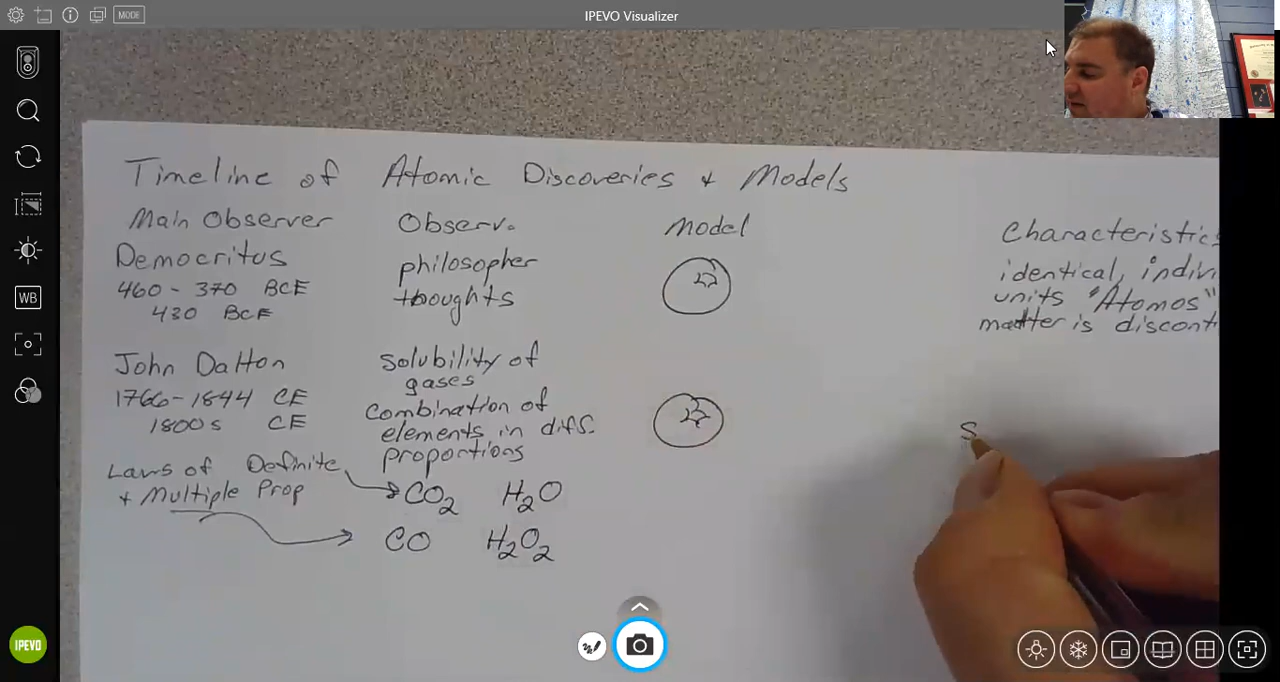 IPEVO Visualizer
MODE
WB
IPEVO
Timeline of Atomic Discoveries + Models
Main Observer Observ. Model Characteristics
Democritus
460 - 370 BCE
430 BCE
philosopher
thoughts
identical, indivi
units "Atomos"
matter is discont
John Dalton
1766-1844 CE
1800s CE
solubility of
gases
combination of
elements in diff.
proportions
Laws of Definite
+ Multiple Prop
CO2 H2O
CO H2O2
S